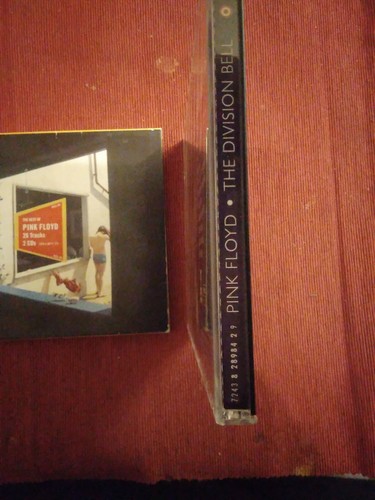 THE BEST OF
PINK FLOYD
26 Tracks
2 CDs
PINK FLOYD • THE DIVISION BELL
7243 8 28984 2 9